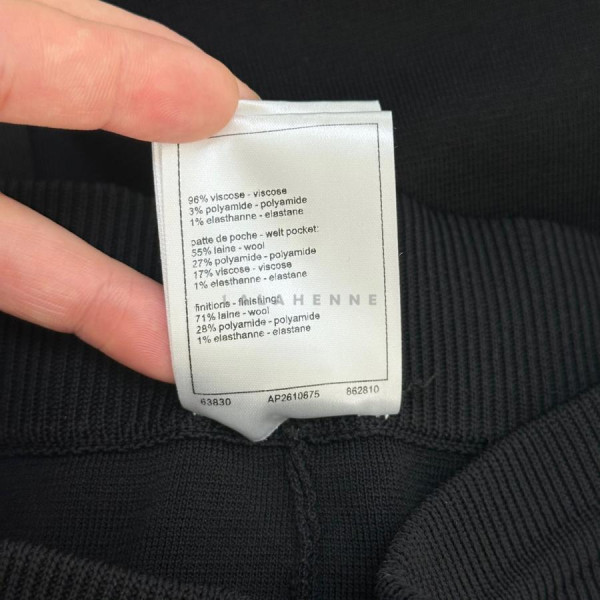 96% viscose - viscose
3% polyamide - polyamide
1% elasthanne - elastane
patte de poche - welt pocket:
55% laine - wool
27% polyamide - polyamide
17% viscose - viscose
1% elasthanne - elastane
finitions - finishing:
71% laine - wool
28% polyamide - polyamide
1% elasthanne - elastane
63830 AP2610675 862810